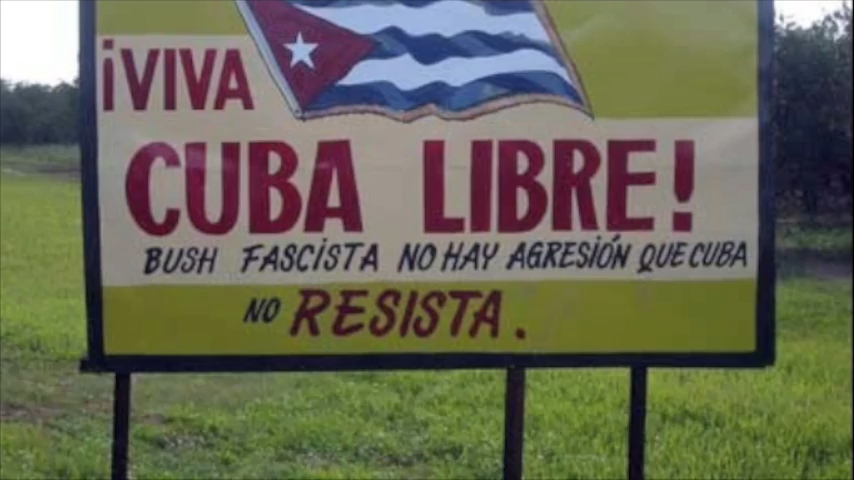 ¡VIVA
CUBA LIBRE!
BUSH FASCISTA NO HAY AGRESIÓN QUE CUBA
NO RESISTA.